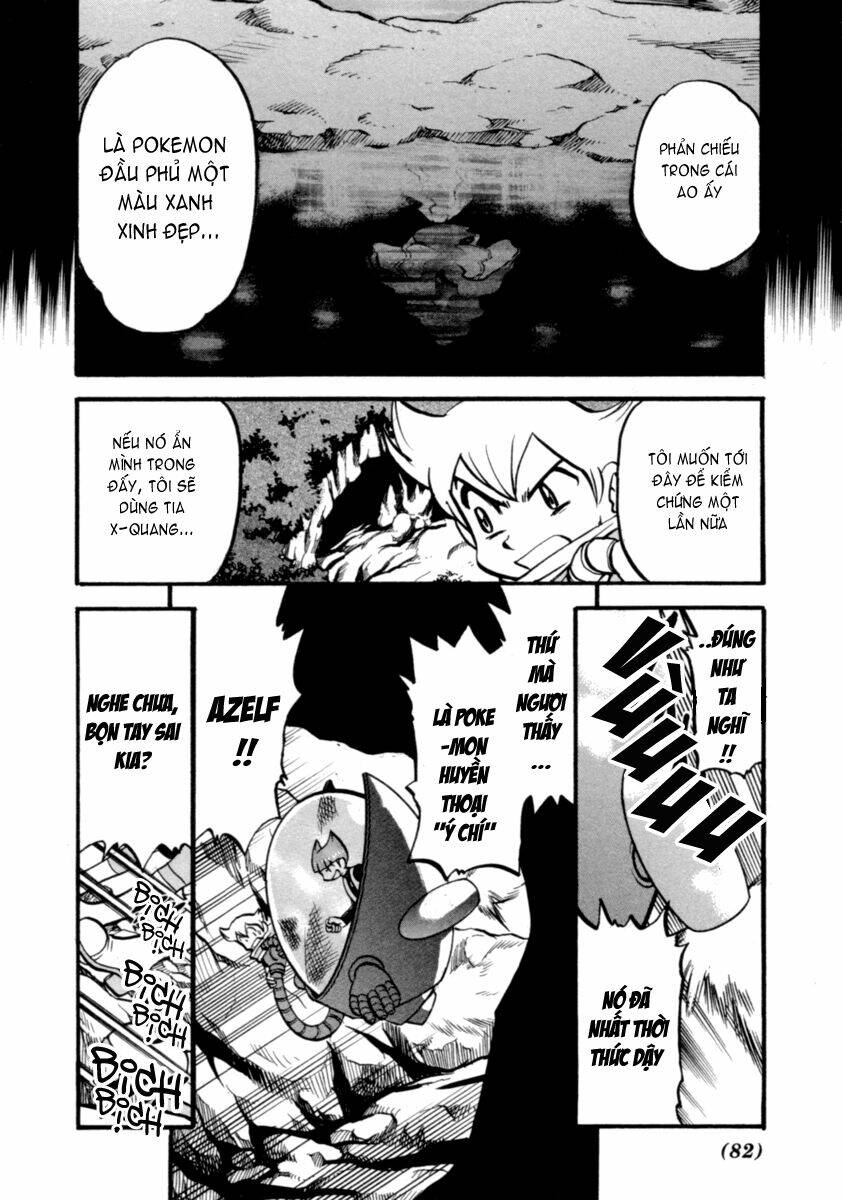 PHẢN CHIẾU
TRONG CÁI
AO ẤY
LÀ POKEMON
ĐẦU PHỦ MỘT
MÀU XANH
XINH ĐẸP...
TÔI MUỐN TỚI
ĐÂY ĐỂ KIỂM
CHỨNG MỘT
LẦN NỮA
NẾU NÓ ẨN
MÌNH TRONG
ĐẤY, TÔI SẼ
DÙNG TIA
X-QUANG...
..ĐÚNG
NHƯ
TA
NGHĨ !!
VÙUUUU
NÓ ĐÃ
NHẤT THỜI
THỨC DẬY
THỨ
MÀ
NGƯƠI
THẤY
...
LÀ POKE
-MON
HUYỀN
THOẠI
"Ý CHÍ"
AZELF
!!
NGHE CHƯA,
BỌN TAY SAI
KIA?
BỊCH
BỊCH
BỊCH
BỊCH
BỊCH
BỊCH
(82)